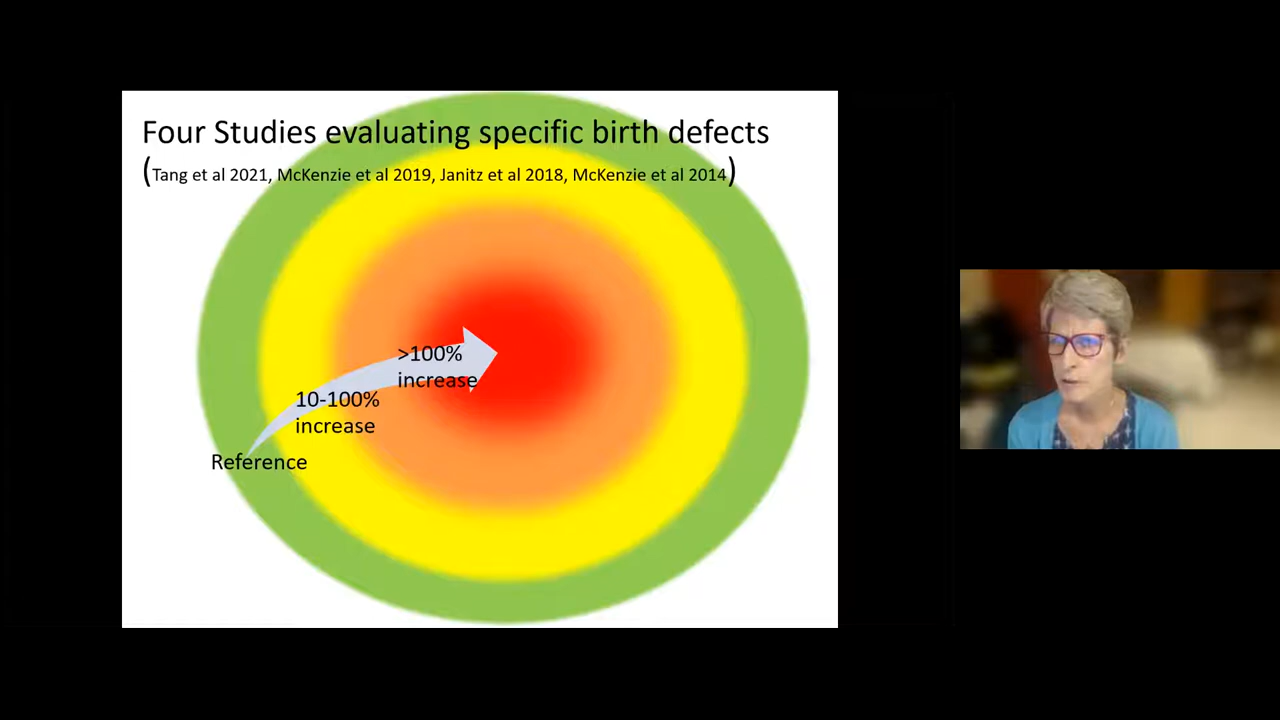 Four Studies evaluating specific birth defects
(Tang et al 2021, McKenzie et al 2019, Janitz et al 2018, McKenzie et al 2014)
>100%
increase
10-100%
increase
Reference